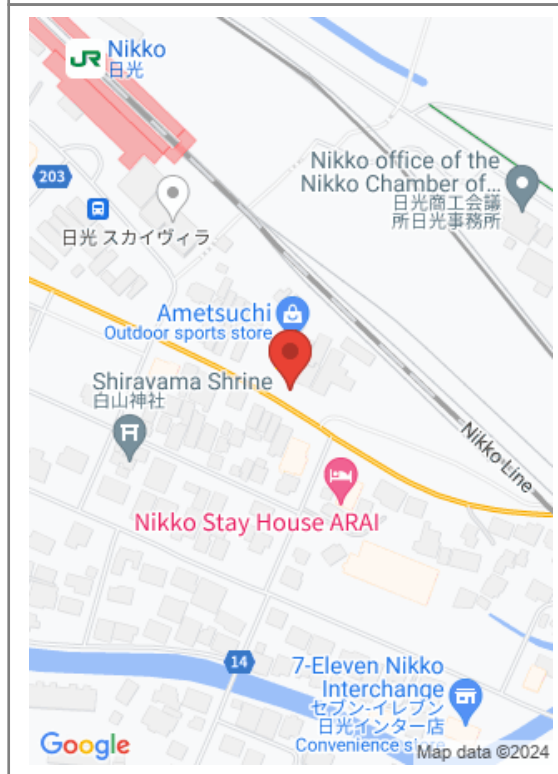 JR
Nikko
日光
203
日光 スカイヴィラ
Nikko office of the
Nikko Chamber of...
日光商工会議
所日光事務所
Ametsuchi
Outdoor sports store
Shirayama Shrine
白山神社
Nikko Line
Nikko Stay House ARAI
14
7-Eleven Nikko
Interchange
セブン-イレブン
日光インター店
Convenience store
Google
Map data ©2024